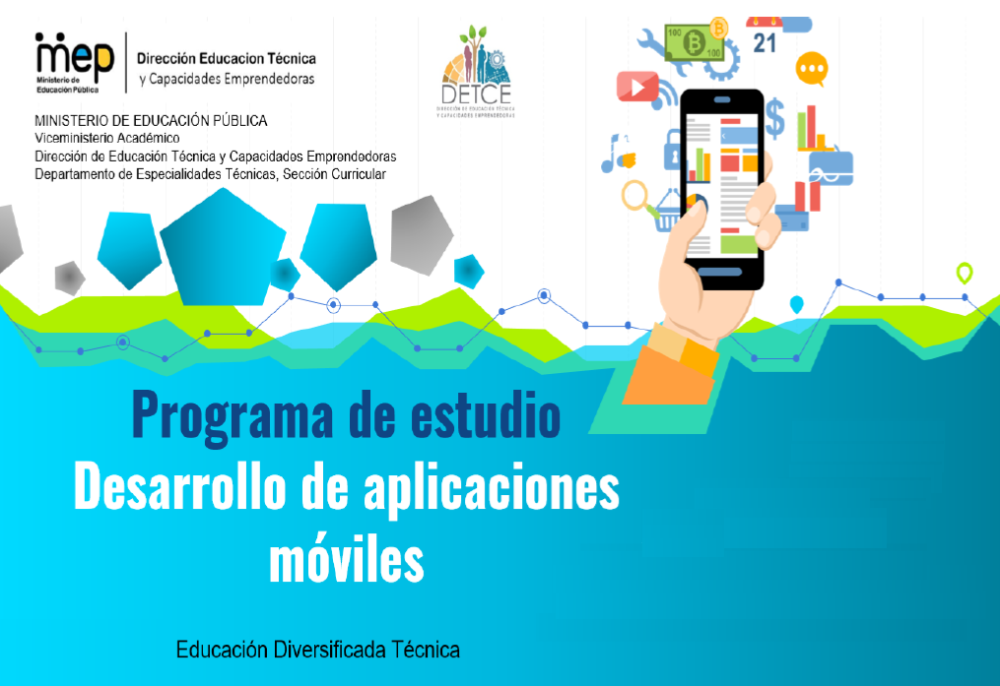 mep
Ministerio de
Educación Pública
Dirección Educacion Técnica
y Capacidades Emprendedoras
DETCE
DIRECCIÓN DE EDUCACIÓN TÉCNICA
Y CAPACIDADES EMPRENDEDORAS
100
100
21
MINISTERIO DE EDUCACIÓN PÚBLICA
Viceministerio Académico
Dirección de Educación Técnica y Capacidades Emprendedoras
Departamento de Especialidades Técnicas, Sección Curricular
$
Programa de estudio
Desarrollo de aplicaciones
móviles
Educación Diversificada Técnica